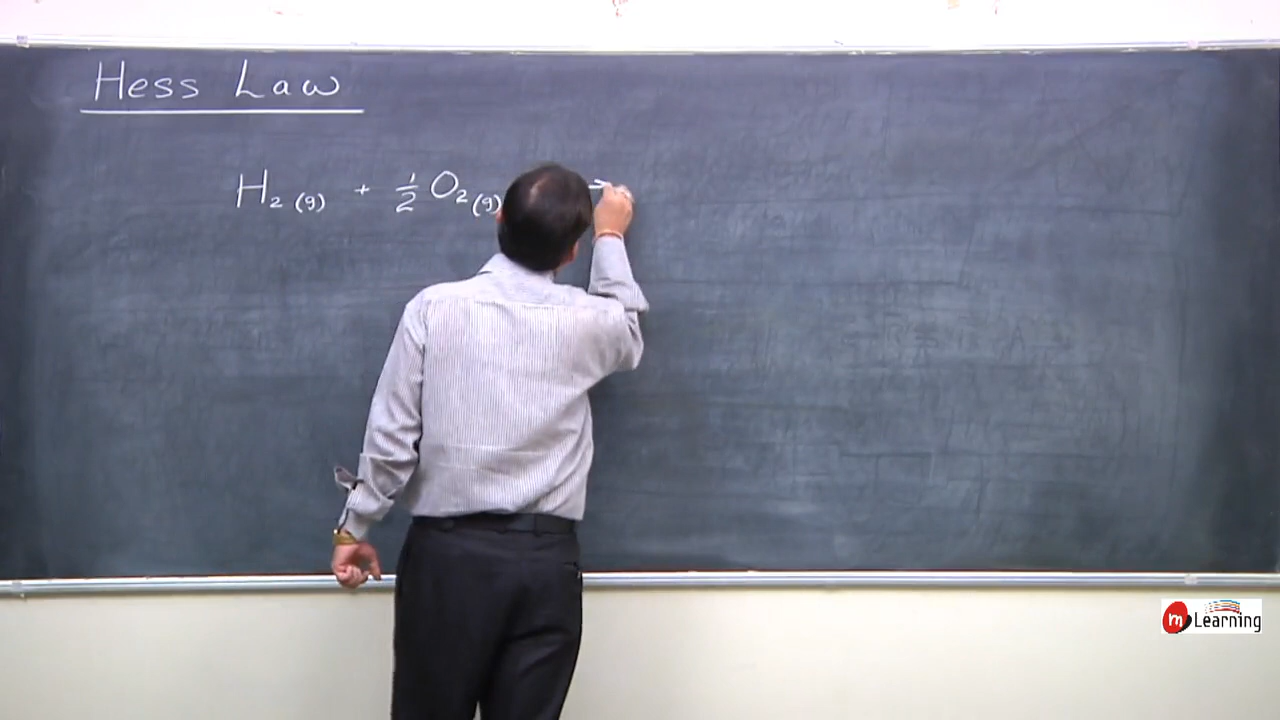 Hess Law
H₂ (g) + ½ O₂ (g) →
m Learning